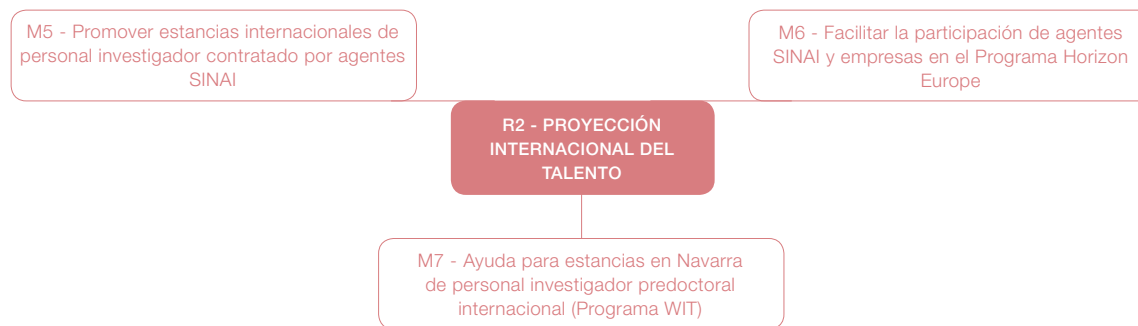 M5 - Promover estancias internacionales de
personal investigador contratado por agentes
SINAI
M6 - Facilitar la participación de agentes
SINAI y empresas en el Programa Horizon
Europe
R2 - PROYECCIÓN
INTERNACIONAL DEL
TALENTO
M7 - Ayuda para estancias en Navarra
de personal investigador predoctoral
internacional (Programa WIT)